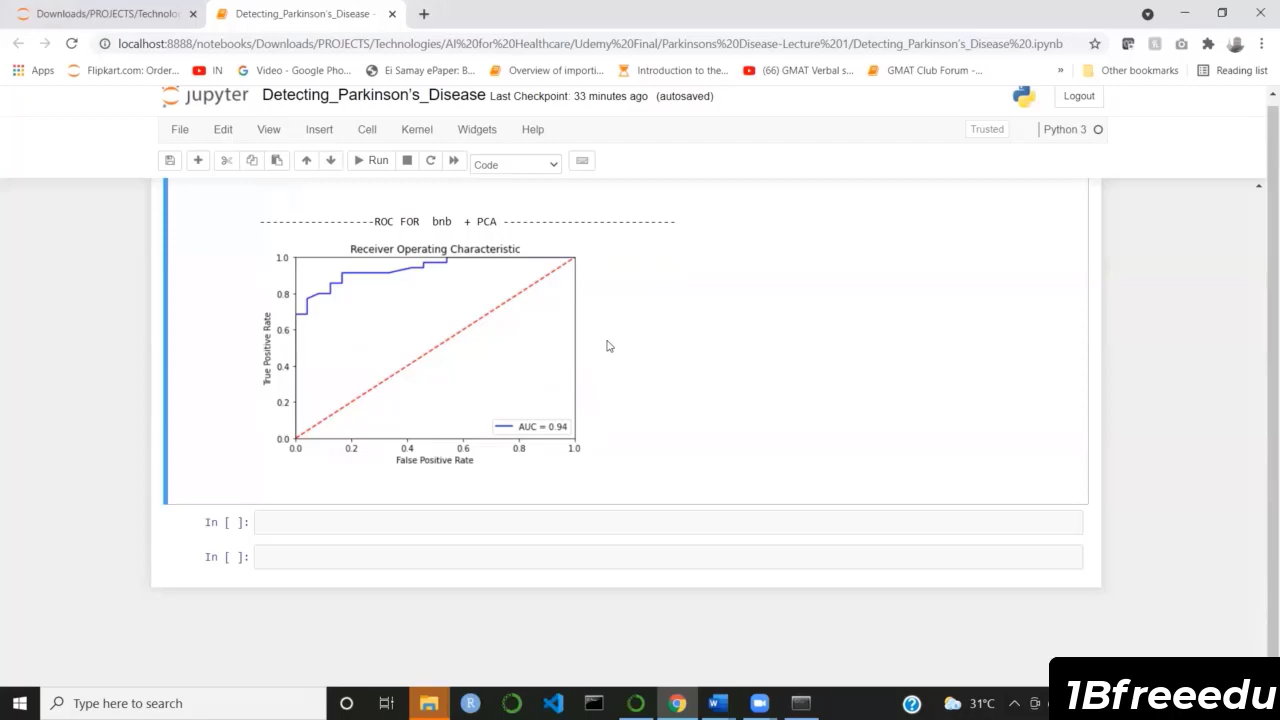 Downloads/PROJECTS/Technolo
Detecting_Parkinson's_Disease -
localhost:8888/notebooks/Downloads/PROJECTS/Technologies/AI%20for%20Healthcare/Udemy%20Final/Parkinsons%20Disease-Lecture%201/Detecting_Parkinson's_Disease%20.ipynb
Apps Flipkart.com: Order... IN Video - Google Pho... Ei Samay ePaper: B... Overview of importi... Introduction to the... (66) GMAT Verbal s... GMAT Club Forum -... » Other bookmarks Reading list
jupyter Detecting_Parkinson's_Disease Last Checkpoint: 33 minutes ago (autosaved) Logout
File Edit View Insert Cell Kernel Widgets Help Trusted Python 3
Run Code
------------------ROC FOR bnb + PCA ---------------------------
Receiver Operating Characteristic
1.0
0.8
0.6
0.4
0.2
0.0
True Positive Rate
AUC = 0.94
0.0 0.2 0.4 0.6 0.8 1.0
False Positive Rate
In [ ]:
In [ ]:
Type here to search
31°C
1Bfreeedu